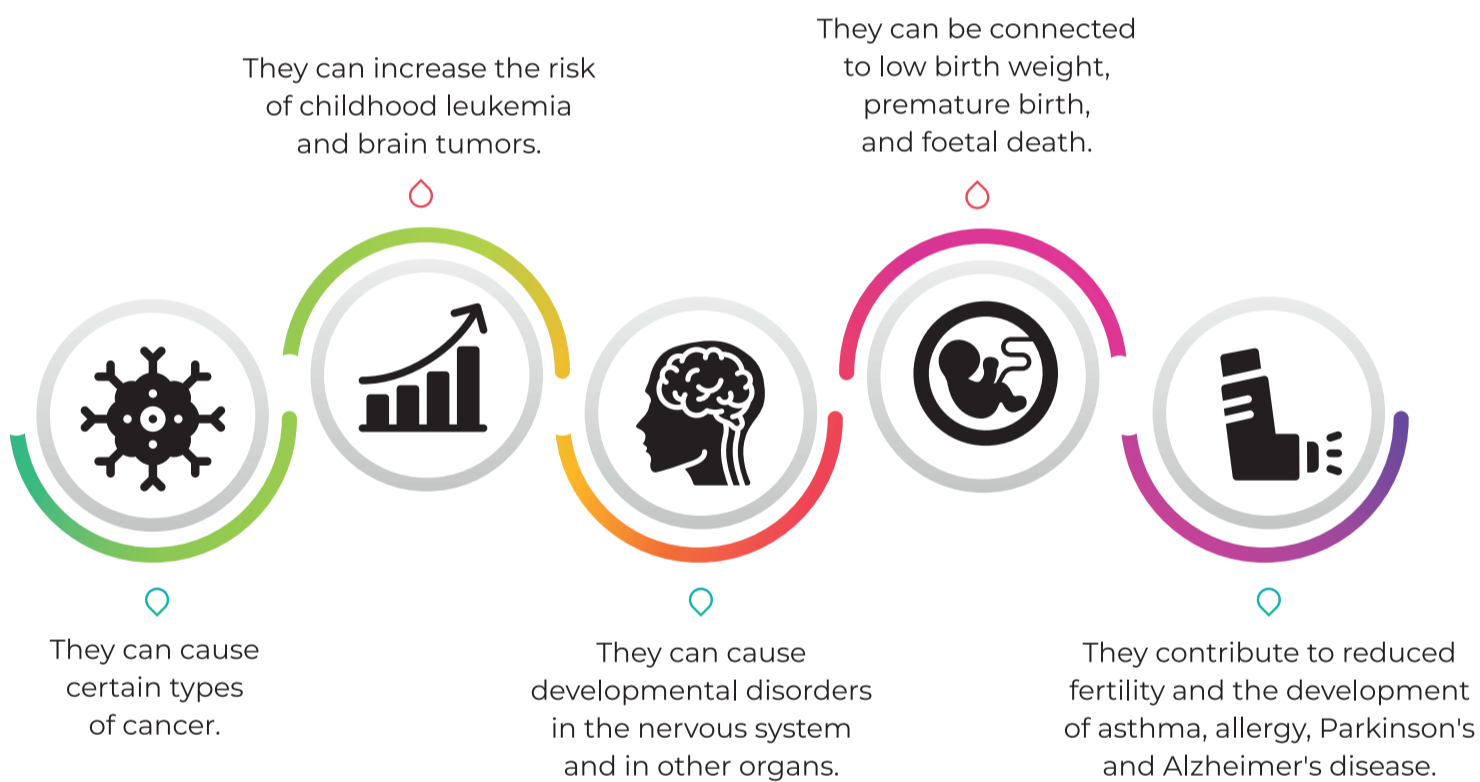 They can cause
certain types
of cancer.
They can increase the risk
of childhood leukemia
and brain tumors.
They can cause
developmental disorders
in the nervous system
and in other organs.
They can be connected
to low birth weight,
premature birth,
and foetal death.
They contribute to reduced
fertility and the development
of asthma, allergy, Parkinson's
and Alzheimer's disease.